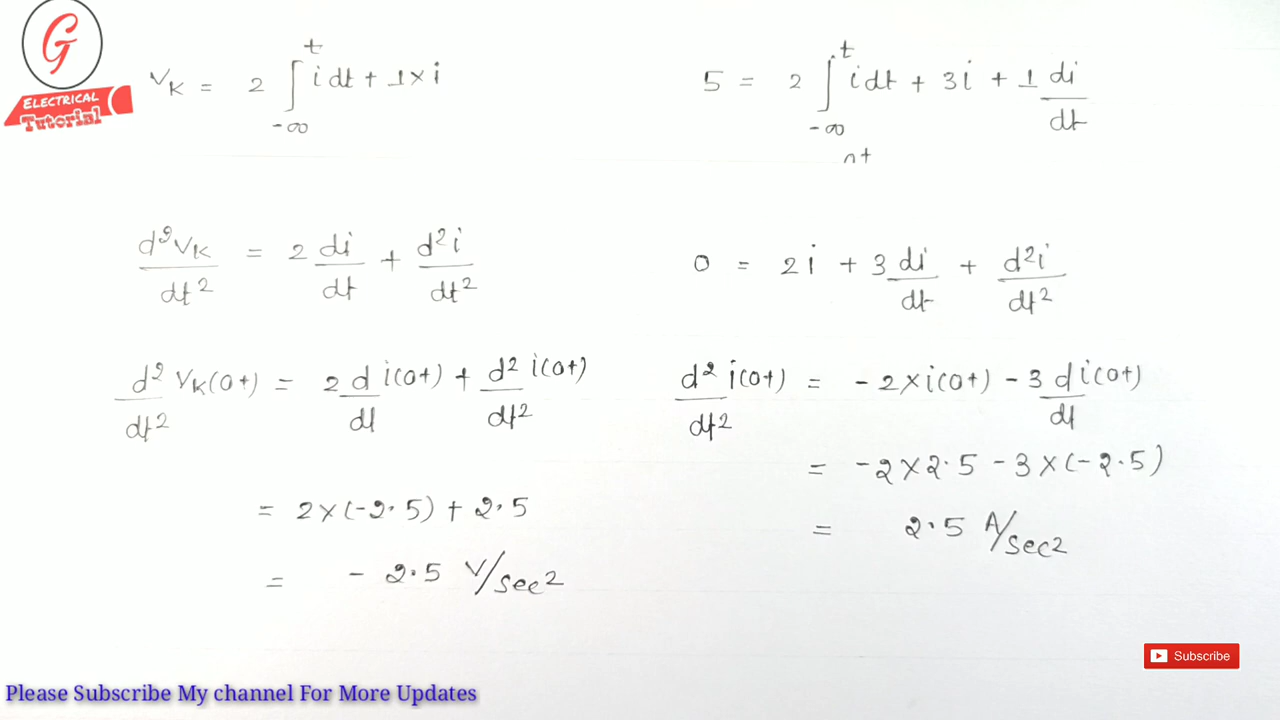 G
ELECTRICAL
Tutorial
V_K = 2 ∫_{-∞}^{t} i dt + 1 × i
5 = 2 ∫_{-∞}^{t} i dt + 3i + 1 di/dt
0+
d²V_K/dt² = 2 di/dt + d²i/dt²
0 = 2i + 3 di/dt + d²i/dt²
d²/dt² V_K(0+) = 2 d/dt i(0+) + d²/dt² i(0+)
d²/dt² i(0+) = -2 × i(0+) - 3 d/dt i(0+)
= -2 × 2.5 - 3 × (-2.5)
= 2 × (-2.5) + 2.5
= 2.5 A/sec²
= - 2.5 V/sec²
Subscribe
Please Subscribe My channel For More Updates